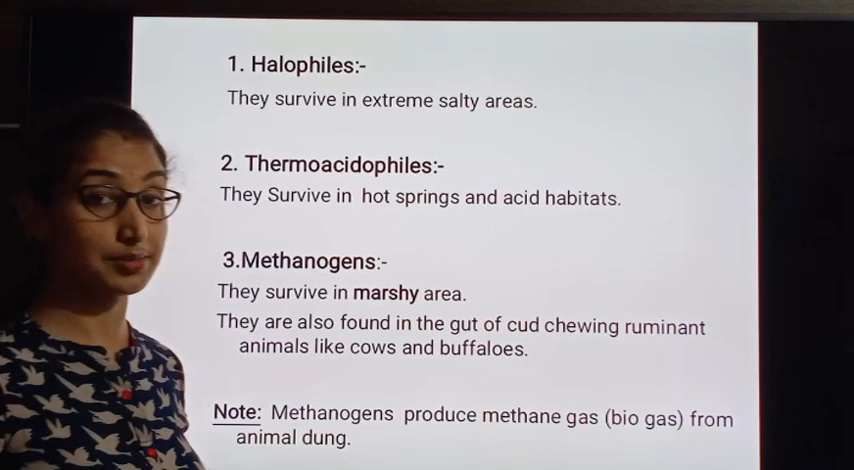 1. Halophiles:-
They survive in extreme salty areas.
2. Thermoacidophiles:-
They Survive in hot springs and acid habitats.
3.Methanogens:-
They survive in marshy area.
They are also found in the gut of cud chewing ruminant
animals like cows and buffaloes.
Note: Methanogens produce methane gas (bio gas) from
animal dung.